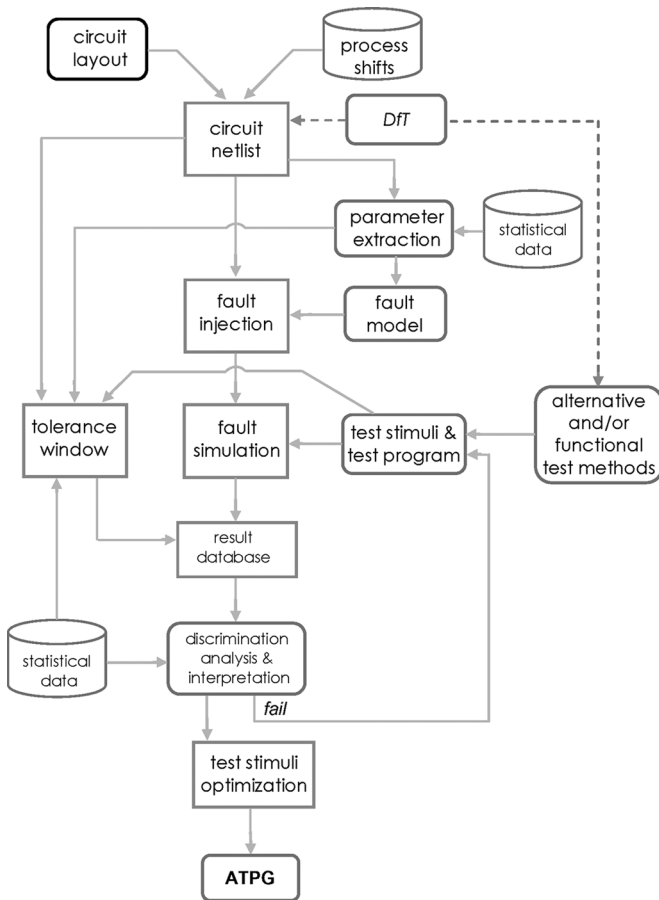 circuit
layout
process
shifts
circuit
netlist
DfT
parameter
extraction
statistical
data
fault
injection
fault
model
tolerance
window
fault
simulation
test stimuli &
test program
alternative
and/or
functional
test methods
result
database
statistical
data
discrimination
analysis &
interpretation
fail
test stimuli
optimization
ATPG